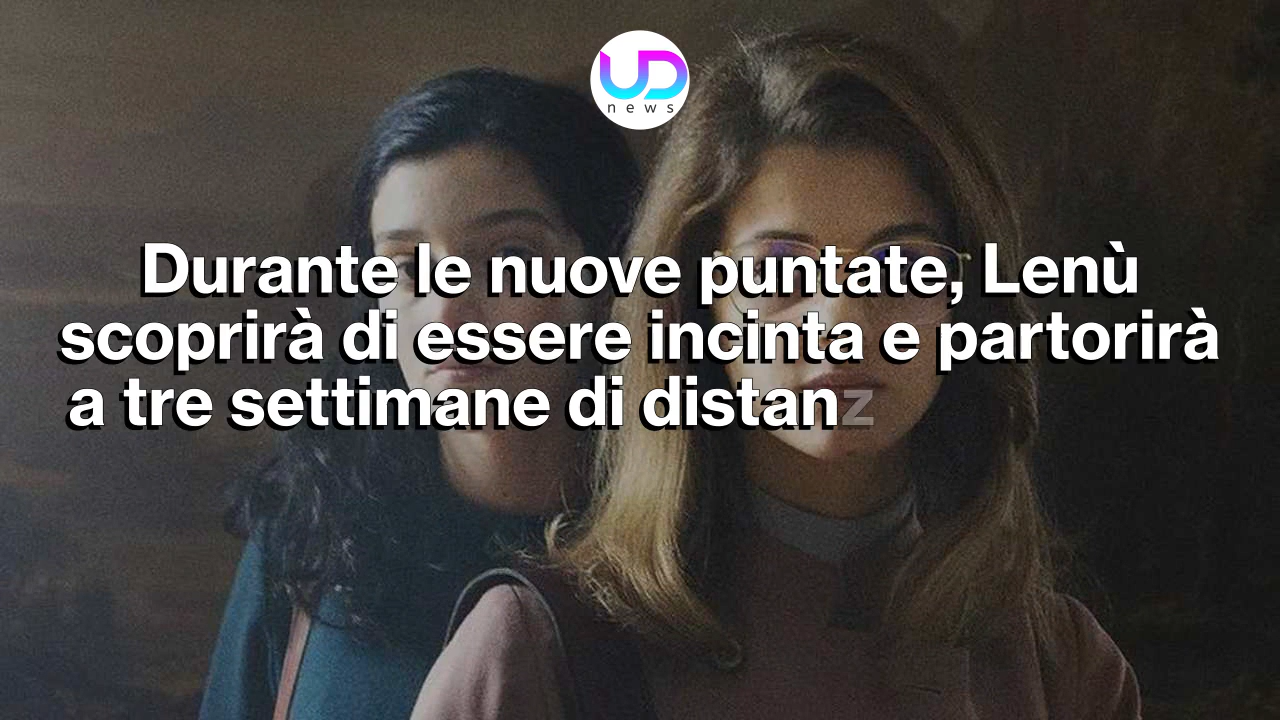 UD
news
Durante le nuove puntate, Lenù
scoprirà di essere incinta e partorirà
a tre settimane di distanz